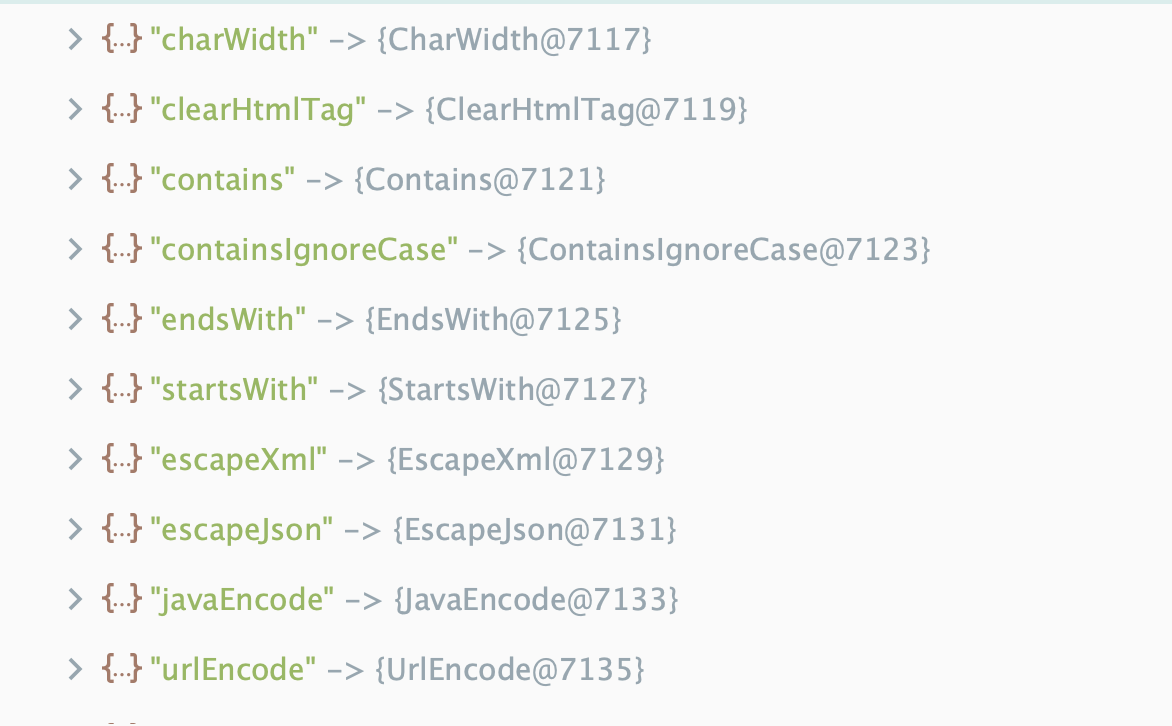 {...} "charWidth" -> {CharWidth@7117}
{...} "clearHtmlTag" -> {ClearHtmlTag@7119}
{...} "contains" -> {Contains@7121}
{...} "containsIgnoreCase" -> {ContainsIgnoreCase@7123}
{...} "endsWith" -> {EndsWith@7125}
{...} "startsWith" -> {StartsWith@7127}
{...} "escapeXml" -> {EscapeXml@7129}
{...} "escapeJson" -> {EscapeJson@7131}
{...} "javaEncode" -> {JavaEncode@7133}
{...} "urlEncode" -> {UrlEncode@7135}